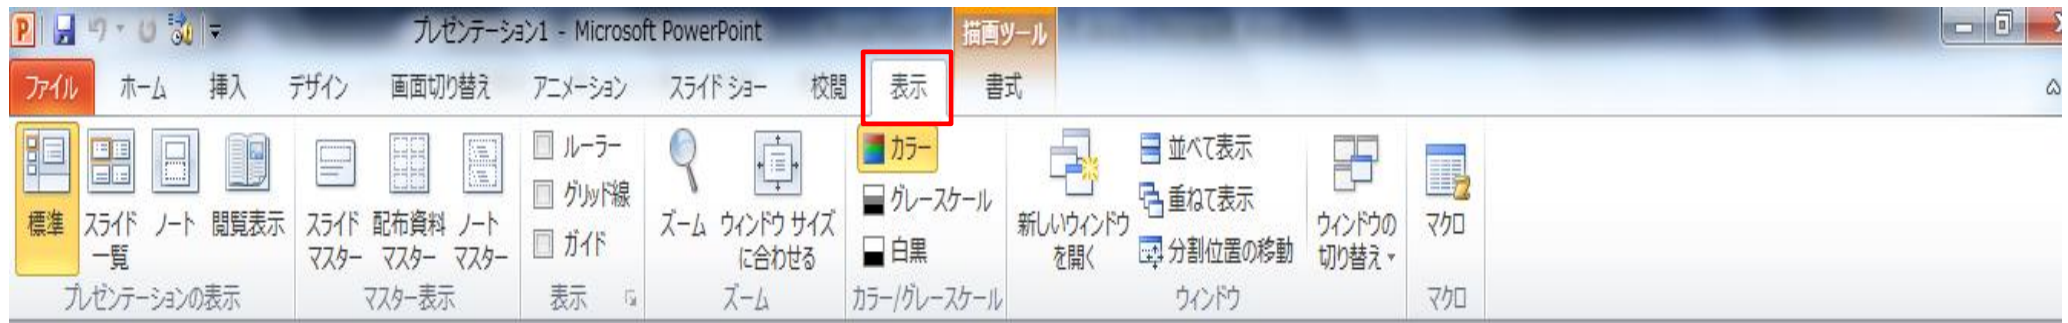 プレゼンテーション1 - Microsoft PowerPoint
描画ツール
ファイル ホーム 挿入 デザイン 画面切り替え アニメーション スライド ショー 校閲 表示 書式
標準
スライド
一覧
ノート
閲覧表示
プレゼンテーションの表示
スライド
マスター
配布資料
マスター
ノート
マスター
マスター表示
ルーラー
グリッド線
ガイド
表示
ズーム
ウィンドウ サイズ
に合わせる
ズーム
カラー
グレースケール
白黒
カラー/グレースケール
新しいウィンドウ
を開く
並べて表示
重ねて表示
分割位置の移動
ウィンドウの
切り替え
ウィンドウ
マクロ
マクロ